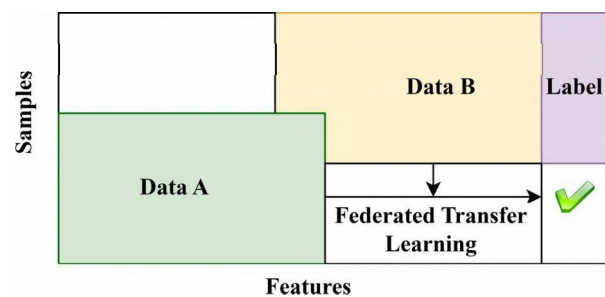 Samples
Data B
Label
Data A
Federated Transfer
Learning
Features